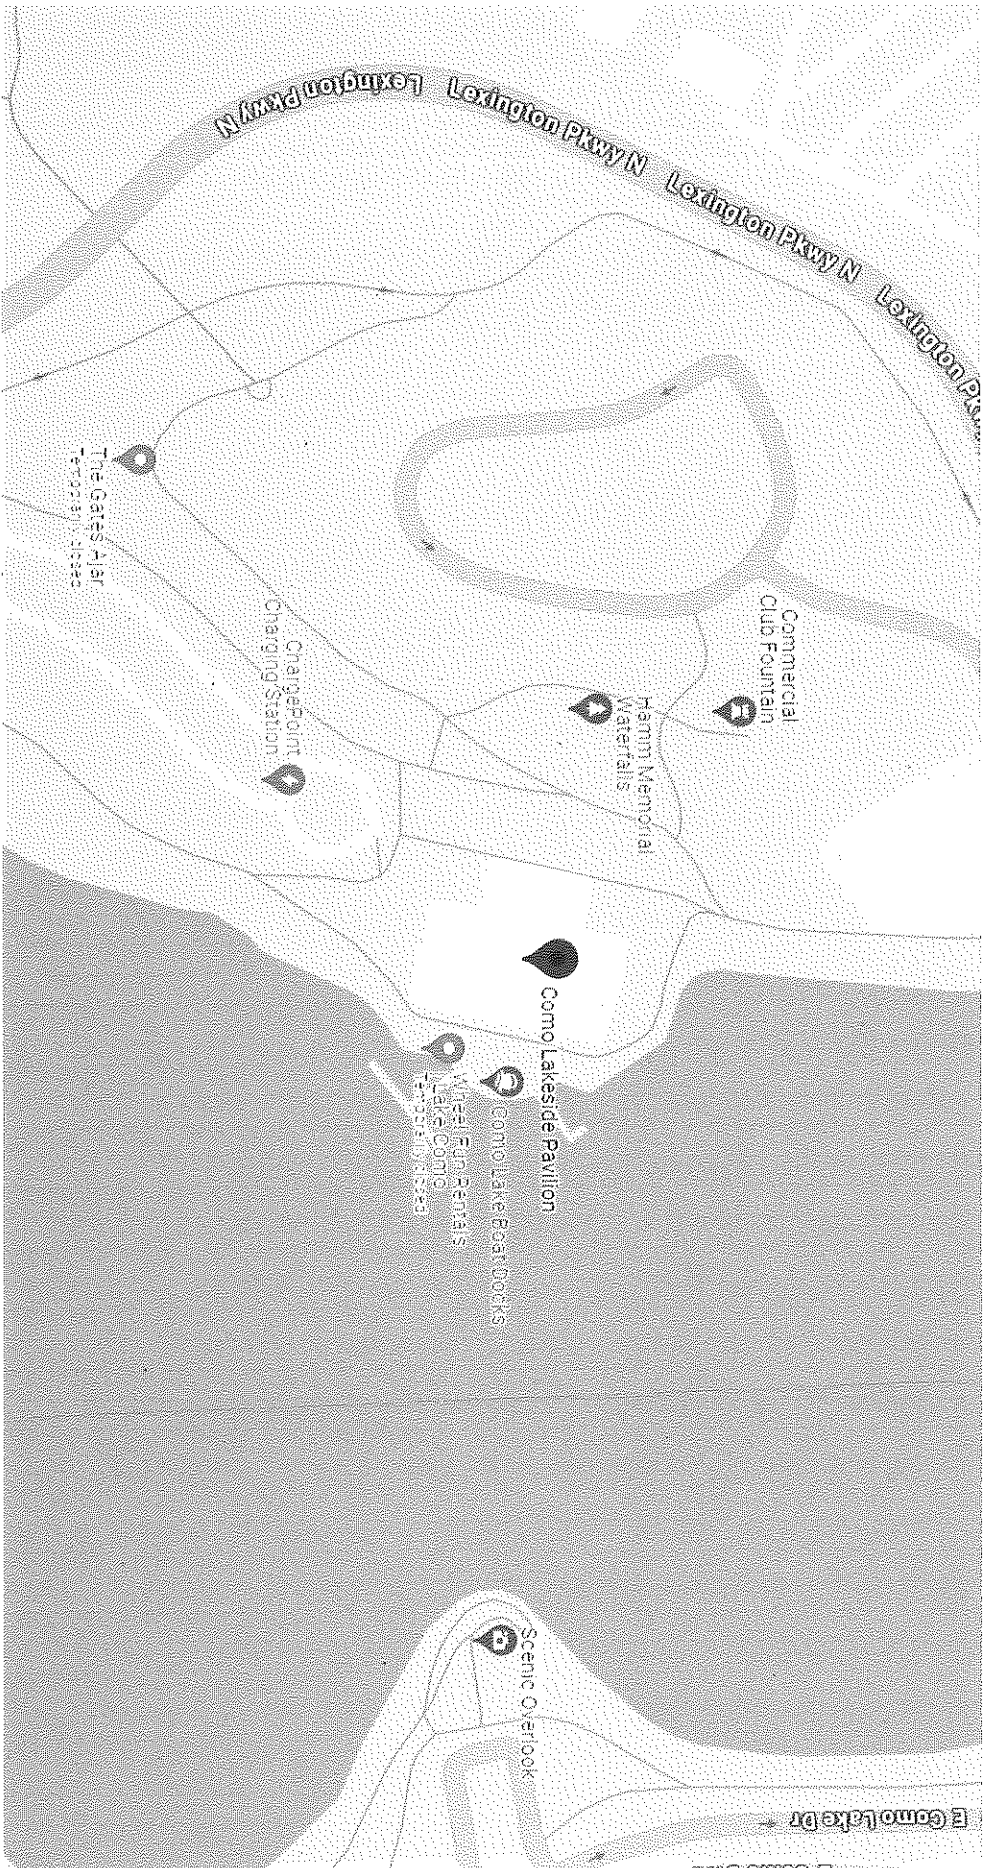 Lexington Pkwy N
Lexington Pkwy N
Lexington Pkwy N
Lexington Pk
Commercial
Club Fountain
Hamm Memorial
Waterfalls
The Gates Ajar
Temporarily closed
ChargePoint
Charging Station
Como Lakeside Pavilion
Como Lake Boat Docks
Wheel Fun Rentals
Lake Como
Temporarily closed
Scenic Overlook
E Como Lake Dr